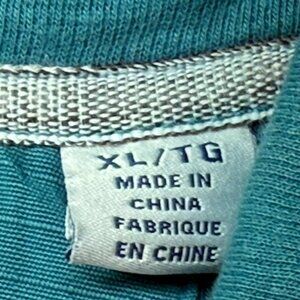 XL/TG
MADE IN
CHINA
FABRIQUE
EN CHINE